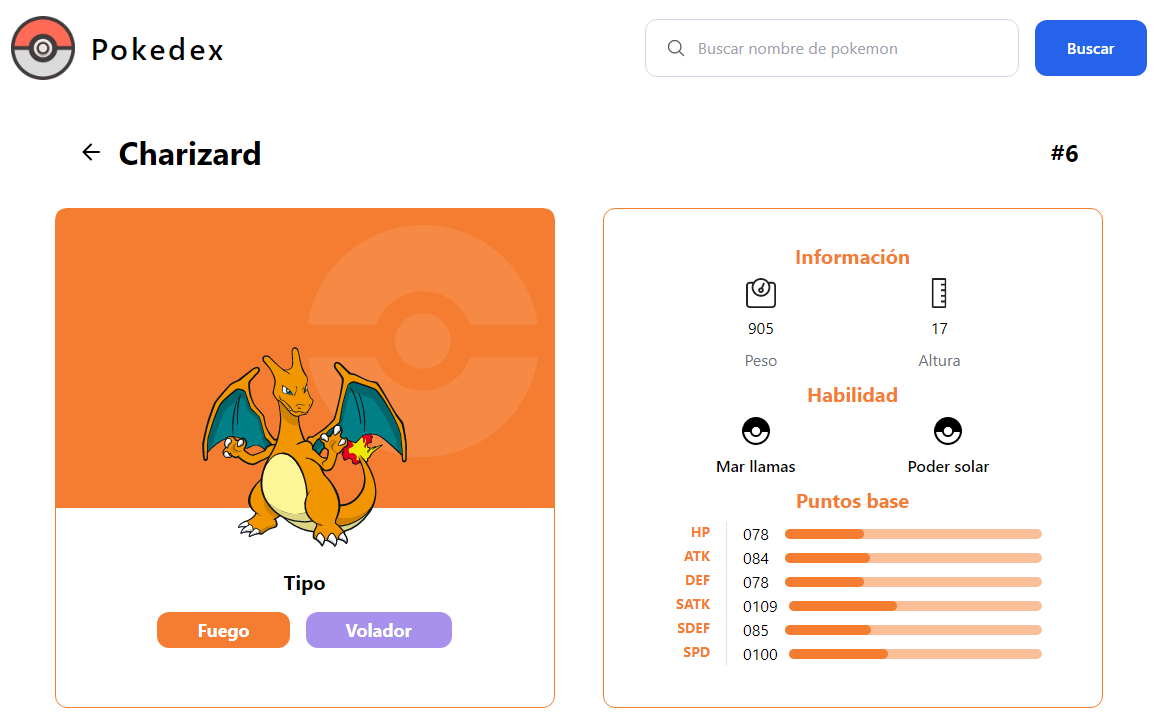 Pokedex
Buscar nombre de pokemon
Buscar
Charizard
#6
Tipo
Fuego Volador
Información
905 17
Peso Altura
Habilidad
Mar llamas Poder solar
Puntos base
HP 078
ATK 084
DEF 078
SATK 0109
SDEF 085
SPD 0100